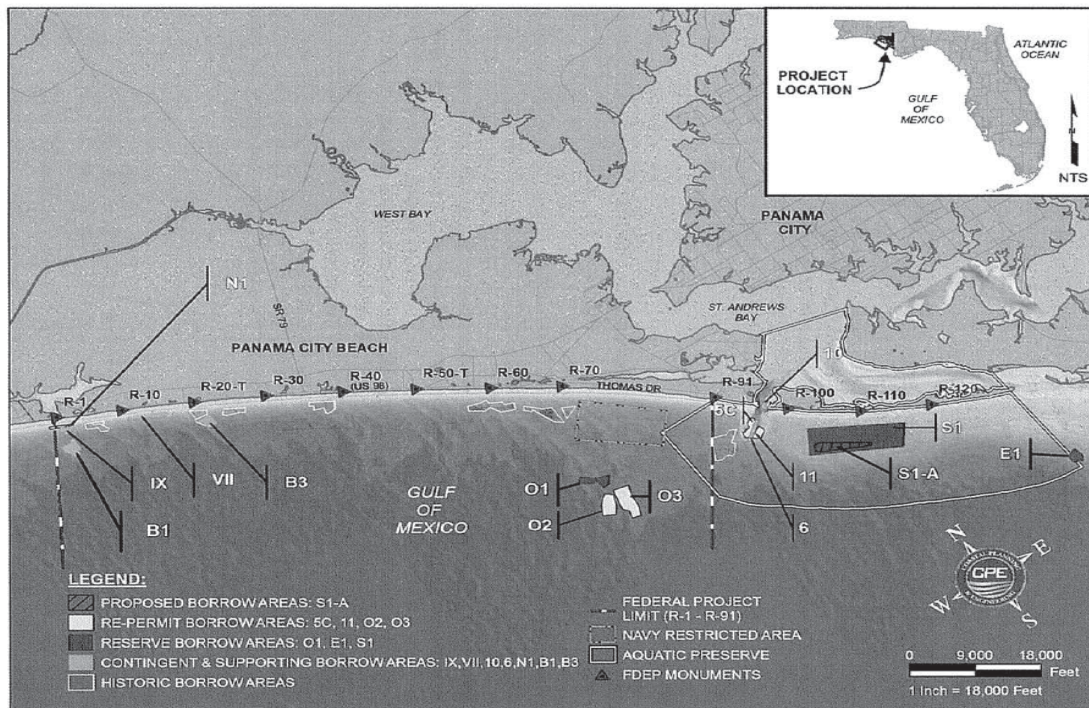 ATLANTIC
OCEAN
PROJECT
LOCATION
GULF
OF
MEXICO
N
NTS
WEST BAY
PANAMA
CITY
N1
SR 79
ST. ANDREWS
BAY
PANAMA CITY BEACH
10
R-1
R-10
R-20-T
R-30
R-40
(US 98)
R-50-T
R-60
R-70
THOMAS DR
R-91
R-100
R-110
R-120
5C
S1
E1
IX
VII
B3
11
S1-A
B1
GULF
OF
MEXICO
O1
O3
O2
6
LEGEND:
PROPOSED BORROW AREAS: S1-A
RE-PERMIT BORROW AREAS: 5C, 11, O2, O3
RESERVE BORROW AREAS: O1, E1, S1
CONTINGENT & SUPPORTING BORROW AREAS: IX,VII,10,6,N1,B1,B3
HISTORIC BORROW AREAS
FEDERAL PROJECT
LIMIT (R-1 - R-91)
NAVY RESTRICTED AREA
AQUATIC PRESERVE
FDEP MONUMENTS
N
E
W
S
COASTAL PLANNING
CPE
& ENGINEERING
0 9,000 18,000
Feet
1 Inch = 18,000 Feet